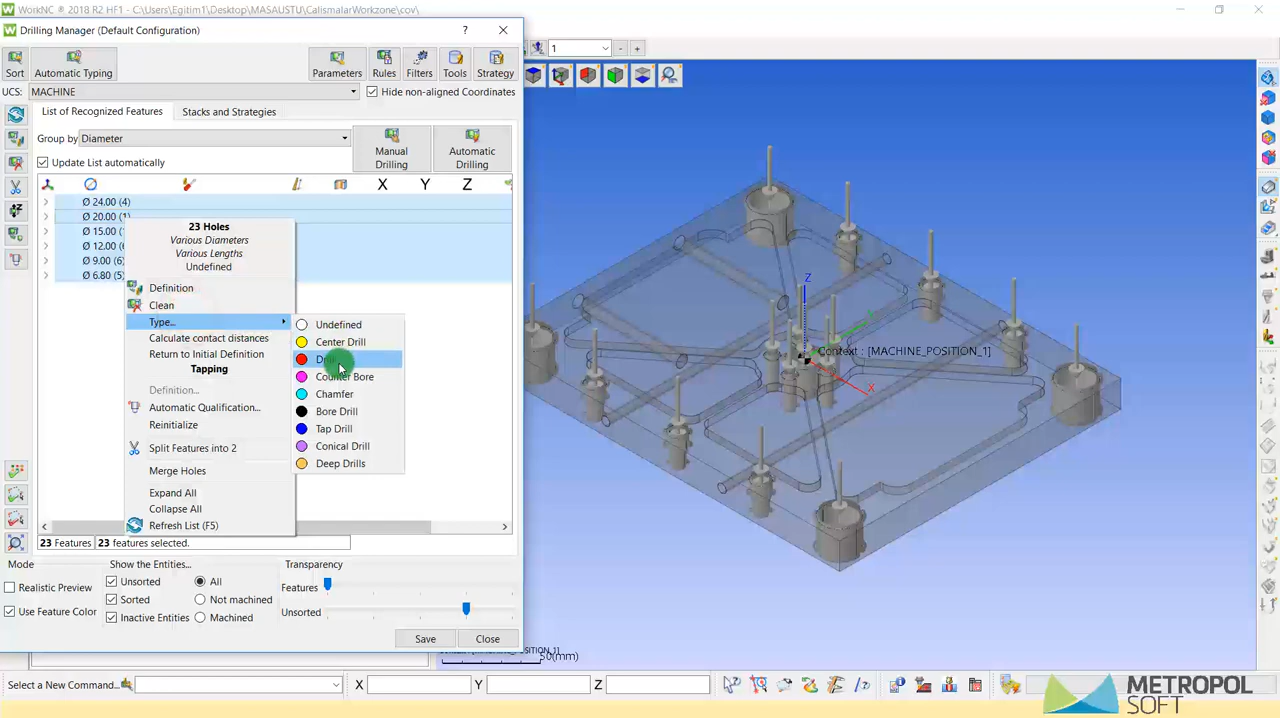 WorkNC ® 2018 R2 HF1 - C:\Users\Egitim1\Desktop\MASAUSTU\CalismalarWorkzone\cov\
Drilling Manager (Default Configuration)
Sort
Automatic Typing
Parameters
Rules
Filters
Tools
Strategy
UCS:
MACHINE
Hide non-aligned Coordinates
List of Recognized Features
Stacks and Strategies
Group by
Diameter
Update List automatically
Manual
Drilling
Automatic
Drilling
X
Y
Z
Ø 24.00 (4)
Ø 20.00 (1)
Ø 15.00 (1
Ø 12.00 (6
Ø 9.00 (6)
Ø 6.80 (5)
23 Holes
Various Diameters
Various Lengths
Undefined
Definition
Clean
Type...
Calculate contact distances
Return to Initial Definition
Tapping
Definition...
Automatic Qualification...
Reinitialize
Split Features into 2
Merge Holes
Expand All
Collapse All
Refresh List (F5)
Undefined
Center Drill
Drill
Counter Bore
Chamfer
Bore Drill
Tap Drill
Conical Drill
Deep Drills
23 Features
23 features selected.
Mode
Realistic Preview
Use Feature Color
Show the Entities...
Unsorted
Sorted
Inactive Entities
All
Not machined
Machined
Transparency
Features
Unsorted
Save
Close
1
Z
X
Context : [MACHINE_POSITION_1]
50(mm)
Select a New Command...
X
Y
Z
METROPOL
SOFT